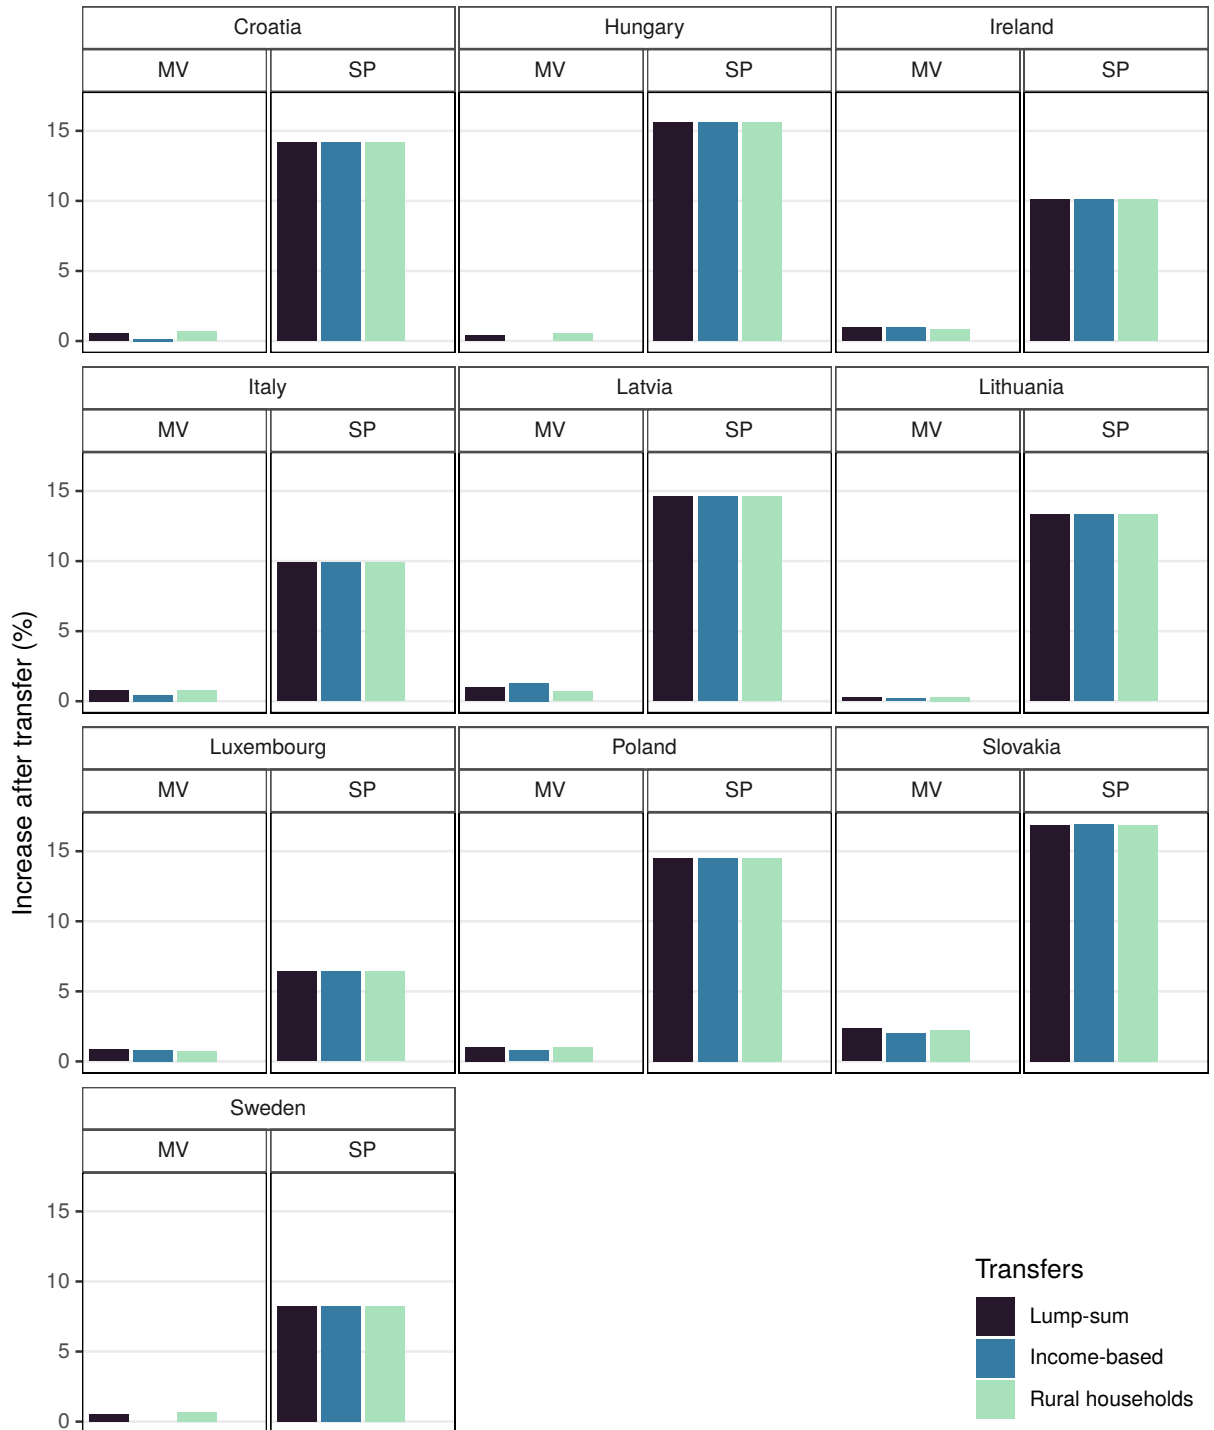 Croatia Hungary Ireland
MV SP MV SP MV SP
15
10
5
0
Italy Latvia Lithuania
MV SP MV SP MV SP
15
10
5
0
Increase after transfer (%)
Luxembourg Poland Slovakia
MV SP MV SP MV SP
15
10
5
0
Sweden
MV SP
15
10
5
0
Transfers
Lump-sum
Income-based
Rural households